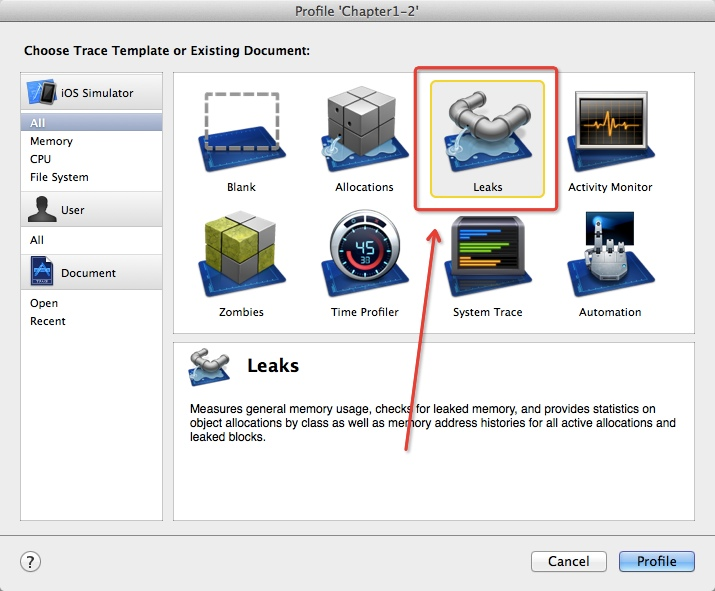 Profile 'Chapter1-2'
Choose Trace Template or Existing Document:
iOS Simulator
All
Memory
CPU
File System
User
All
Document
Open
Recent
Blank
Allocations
Leaks
Activity Monitor
45
33
Zombies
Time Profiler
System Trace
Automation
Leaks
Measures general memory usage, checks for leaked memory, and provides statistics on
object allocations by class as well as memory address histories for all active allocations and
leaked blocks.
?
Cancel
Profile